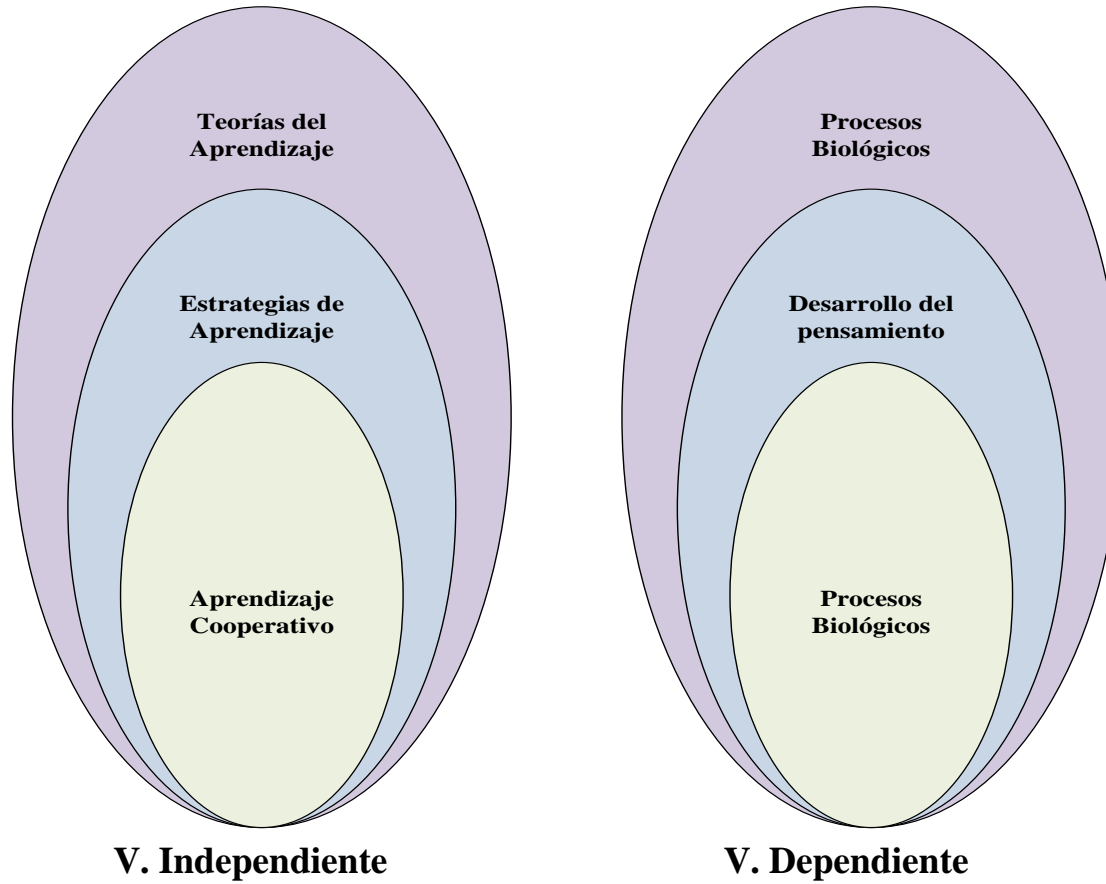 Teorías del
Aprendizaje
Estrategias de
Aprendizaje
Aprendizaje
Cooperativo
V. Independiente
Procesos
Biológicos
Desarrollo del
pensamiento
Procesos
Biológicos
V. Dependiente